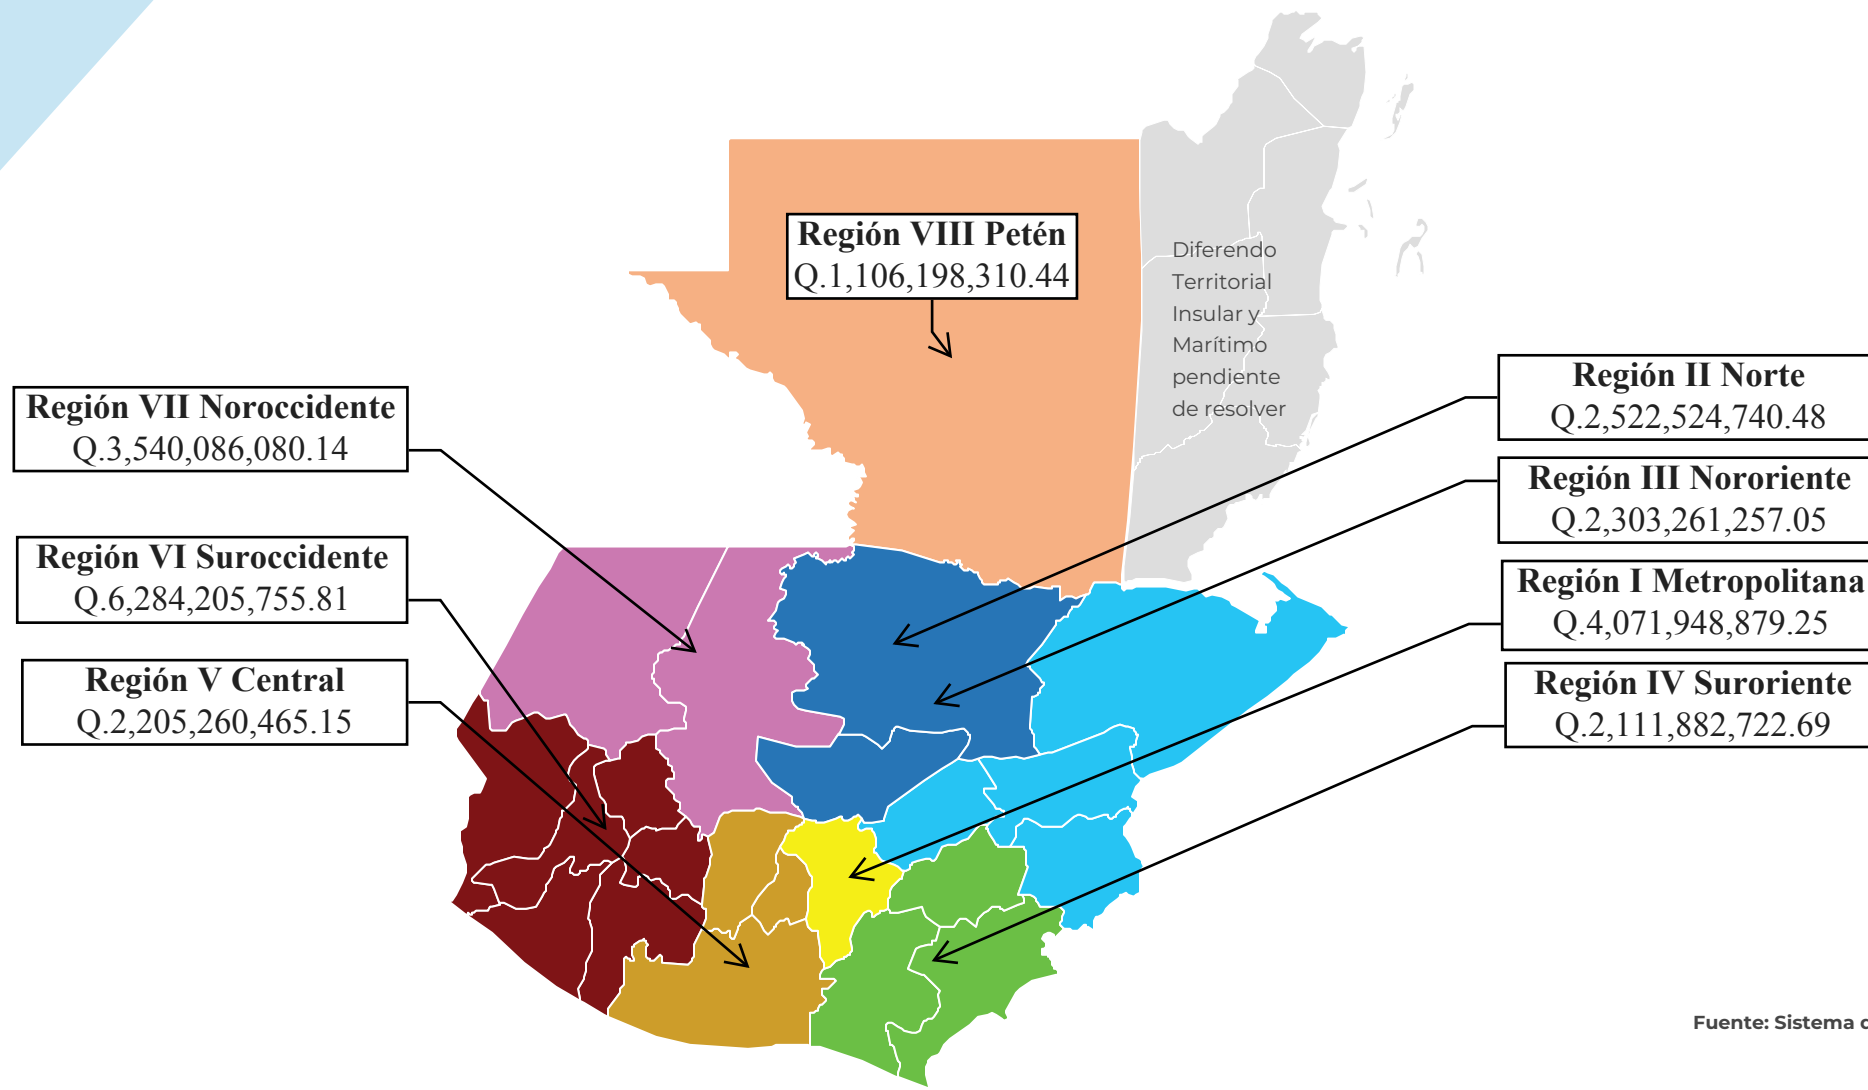 Región VIII Petén
Q.1,106,198,310.44
Diferendo
Territorial
Insular y
Marítimo
pendiente
de resolver
Región VII Noroccidente
Q.3,540,086,080.14
Región VI Suroccidente
Q.6,284,205,755.81
Región V Central
Q.2,205,260,465.15
Región II Norte
Q.2,522,524,740.48
Región III Nororiente
Q.2,303,261,257.05
Región I Metropolitana
Q.4,071,948,879.25
Región IV Suroriente
Q.2,111,882,722.69
Fuente: Sistema